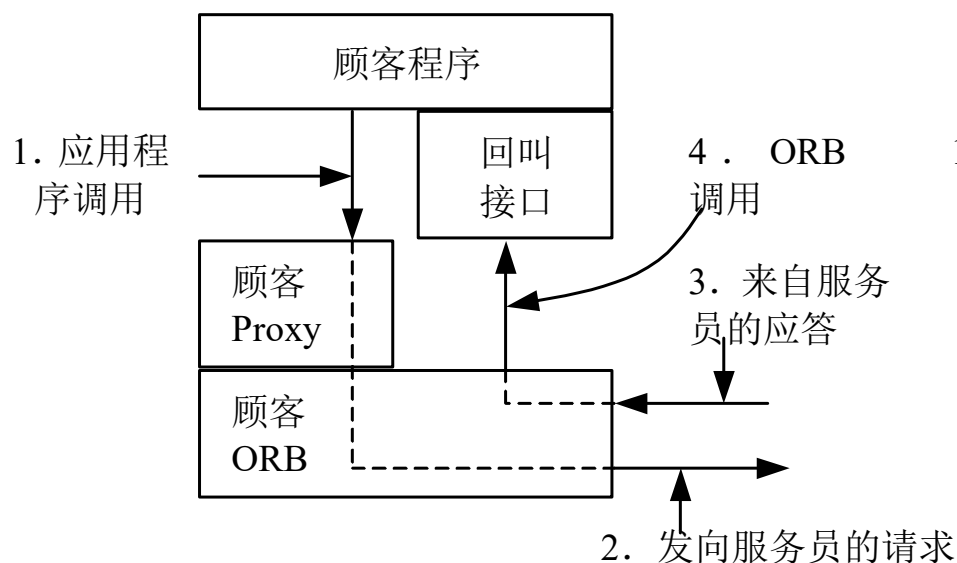 顾客程序
1．应用程
序调用
回叫
接口
4 ． ORB
调用
顾客
Proxy
3．来自服务
员的应答
顾客
ORB
2．发向服务员的请求